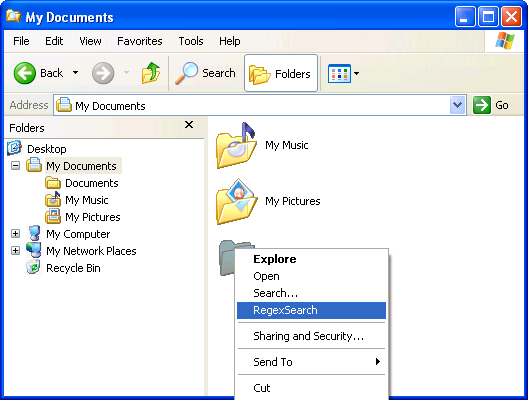 My Documents
File Edit View Favorites Tools Help
Back Search Folders
Address My Documents Go
Folders
Desktop
My Documents
Documents
My Music
My Pictures
My Computer
My Network Places
Recycle Bin
My Music
My Pictures
Explore
Open
Search...
RegexSearch
Sharing and Security...
Send To
Cut